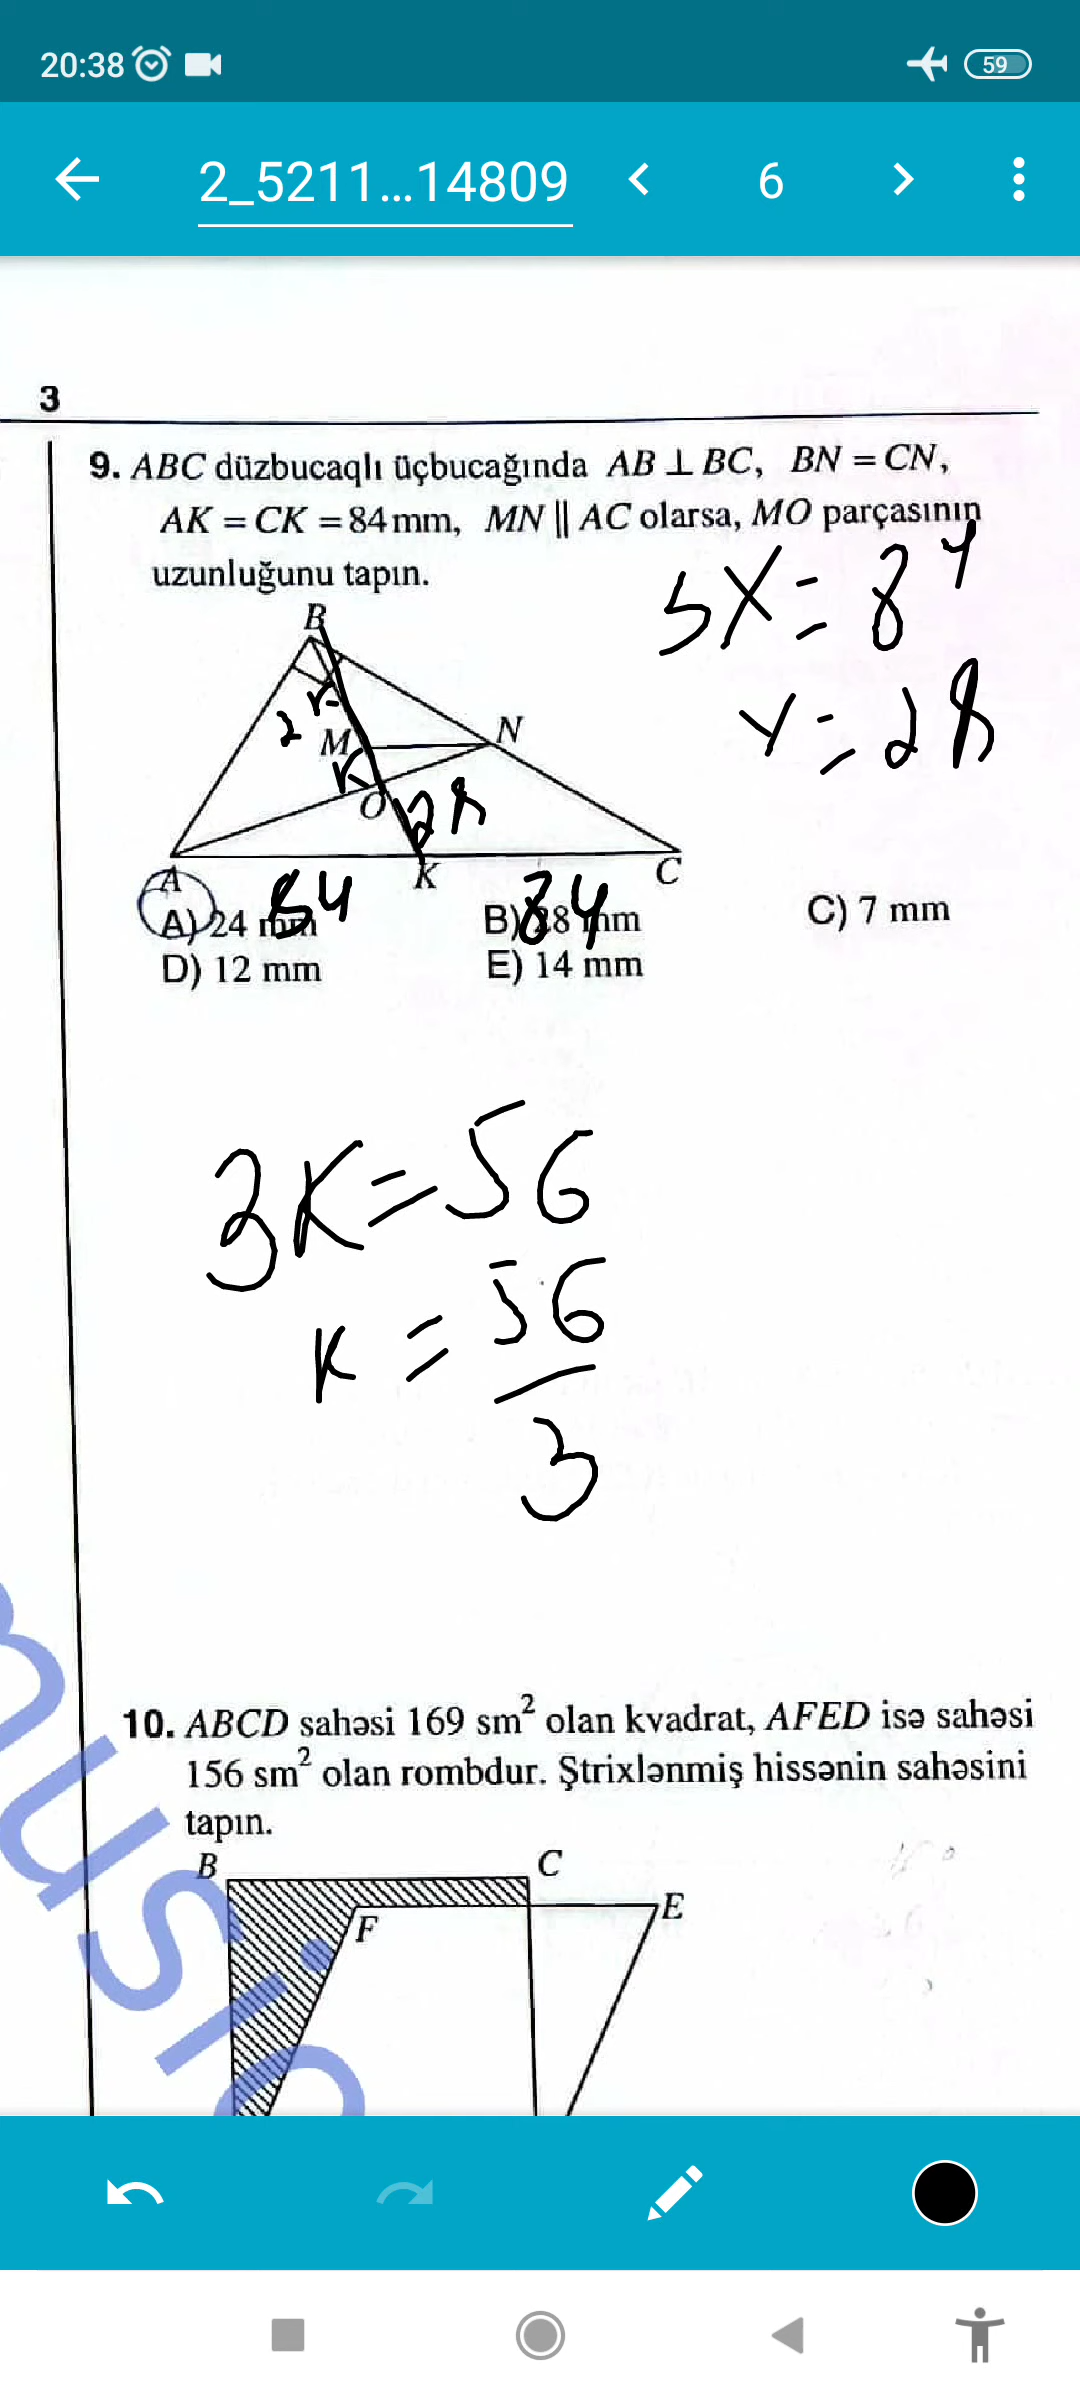 20:38 59
2_5211...14809 < 6 >
3
9. ABC düzbucaqlı üçbucağında AB ⊥ BC, BN = CN,
AK = CK = 84 mm, MN || AC olarsa, MO parçasının
uzunluğunu tapın.
5X = 84
X = 28
B
2K
M
N
K
O
28
A
K
C
84
84
A) 24 mm B) 28 mm C) 7 mm
D) 12 mm E) 14 mm
3K = 56
K = 56
3
10. ABCD sahəsi 169 sm² olan kvadrat, AFED isə sahəsi
156 sm² olan rombdur. Ştrixlənmiş hissənin sahəsini
tapın.
B
C
F
E
music